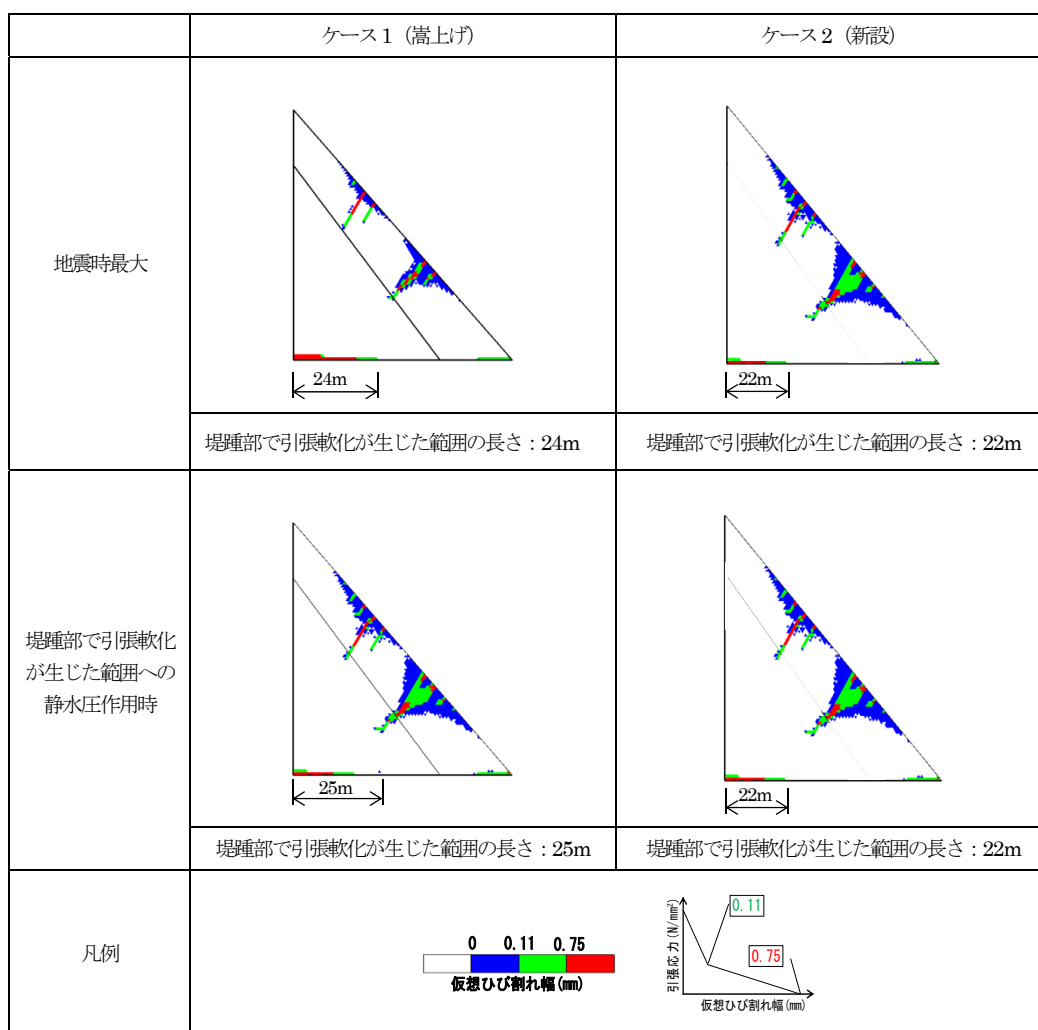 ケース１（嵩上げ）
ケース２（新設）
地震時最大
24m
22m
堤踵部で引張軟化が生じた範囲の長さ：24m
堤踵部で引張軟化が生じた範囲の長さ：22m
堤踵部で引張軟化
が生じた範囲への
静水圧作用時
25m
22m
堤踵部で引張軟化が生じた範囲の長さ：25m
堤踵部で引張軟化が生じた範囲の長さ：22m
凡例
0 0.11 0.75
仮想ひび割れ幅(mm)
引張応力(N/mm²)
0.11
0.75
仮想ひび割れ幅(mm)